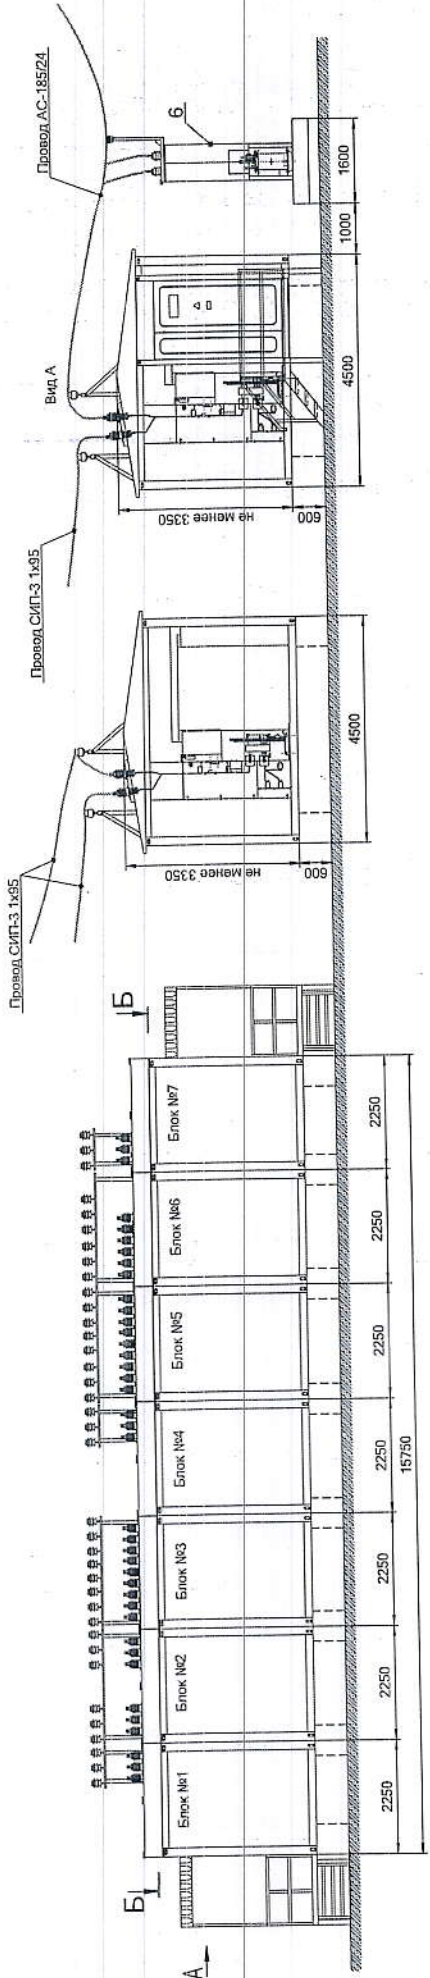 А
Б
Б
Блок №1
Блок №2
Блок №3
Блок №4
Блок №5
Блок №6
Блок №7
2250
2250
2250
2250
2250
2250
2250
15750
Провод СИП-3 1х95
не менее 3350
600
4500
Провод СИП-3 1х95
Вид А
Провод АС-185/24
не менее 3350
600
4500
1000
1600
6